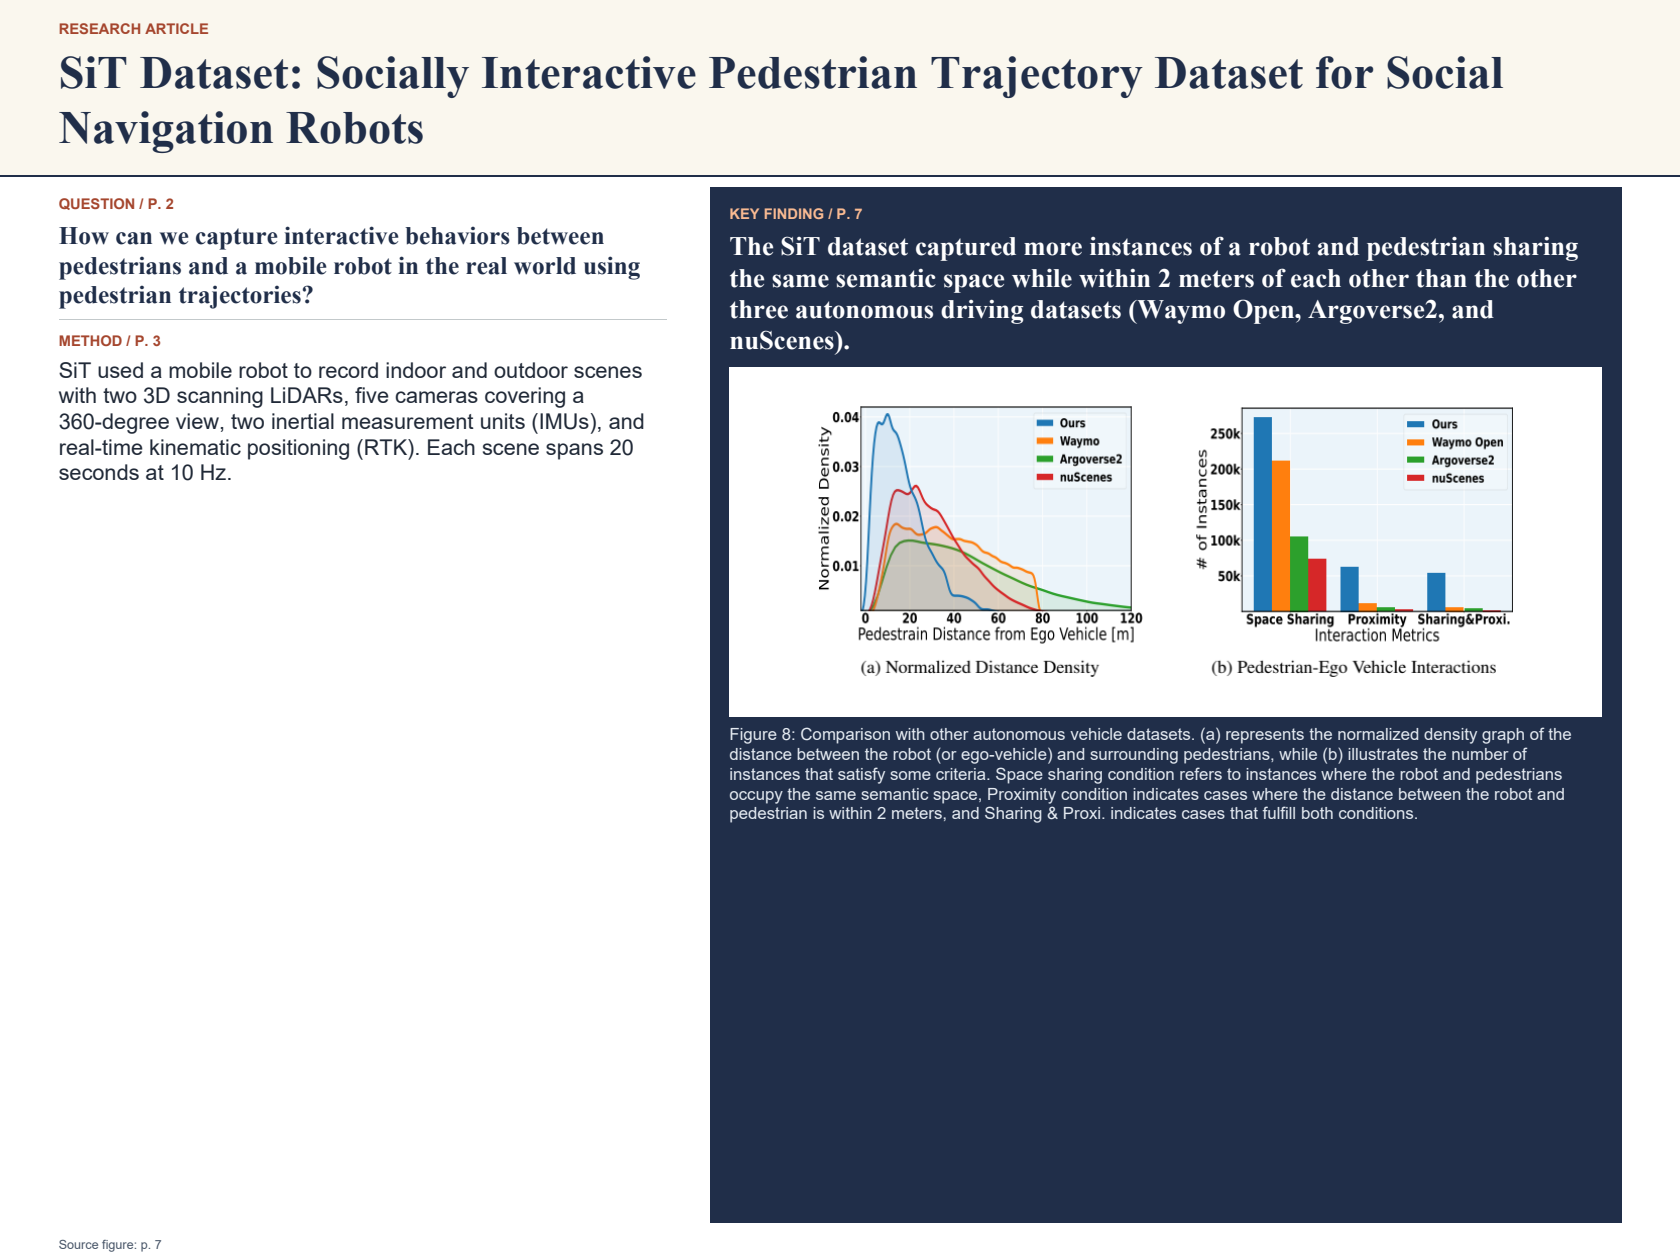 RESEARCH ARTICLE
SiT Dataset: Socially Interactive Pedestrian Trajectory Dataset for Social
Navigation Robots
QUESTION / P. 2
How can we capture interactive behaviors between
pedestrians and a mobile robot in the real world using
pedestrian trajectories?
METHOD / P. 3
SiT used a mobile robot to record indoor and outdoor scenes
with two 3D scanning LiDARs, five cameras covering a
360-degree view, two inertial measurement units (IMUs), and
real-time kinematic positioning (RTK). Each scene spans 20
seconds at 10 Hz.
KEY FINDING / P. 7
The SiT dataset captured more instances of a robot and pedestrian sharing
the same semantic space while within 2 meters of each other than the other
three autonomous driving datasets (Waymo Open, Argoverse2, and
nuScenes).
Normalized Density
0.04
0.03
0.02
0.01
Ours
Waymo
Argoverse2
nuScenes
0 20 40 60 80 100 120
Pedestrain Distance from Ego Vehicle [m]
(a) Normalized Distance Density
# of Instances
250k
200k
150k
100k
50k
Ours
Waymo Open
Argoverse2
nuScenes
Space Sharing Proximity Sharing&Proxi.
Interaction Metrics
(b) Pedestrian-Ego Vehicle Interactions
Figure 8: Comparison with other autonomous vehicle datasets. (a) represents the normalized density graph of the
distance between the robot (or ego-vehicle) and surrounding pedestrians, while (b) illustrates the number of
instances that satisfy some criteria. Space sharing condition refers to instances where the robot and pedestrians
occupy the same semantic space, Proximity condition indicates cases where the distance between the robot and
pedestrian is within 2 meters, and Sharing & Proxi. indicates cases that fulfill both conditions.
Source figure: p. 7